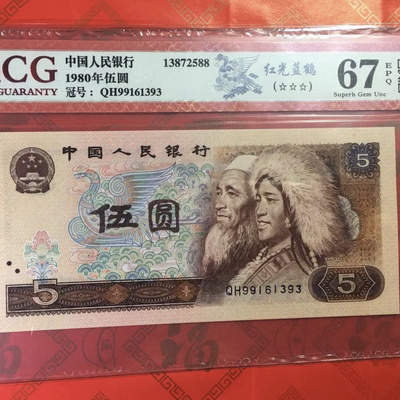 CG
GUARANTY
中国人民银行
1980年伍圆
冠号： QH99161393
13872588
红光蓝鹤
(☆☆☆)
67
EPQ
Superb Gem Unc
中国人民银行
5
伍圆
5
5
QH99161393